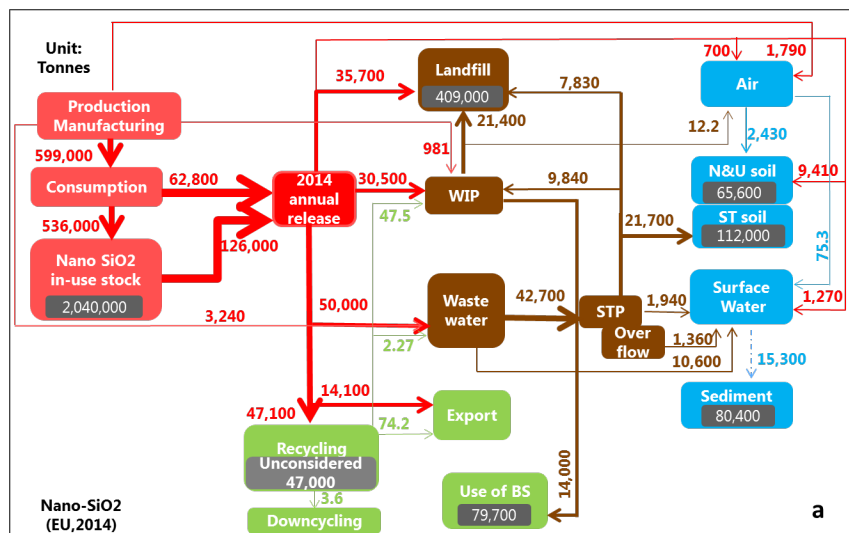 Unit:
Tonnes
700
1,790
35,700
Landfill
409,000
7,830
Air
Production
Manufacturing
21,400
12.2
2,430
599,000
981
Consumption
62,800
2014
annual
release
30,500
WIP
9,840
N&U soil
65,600
9,410
47.5
21,700
ST soil
112,000
536,000
126,000
75.3
Nano SiO2
in-use stock
2,040,000
3,240
50,000
Waste
water
42,700
STP
1,940
Surface
Water
1,270
Over
flow
1,360
2.27
10,600
15,300
14,100
47,100
74.2
Export
Sediment
80,400
Recycling
Unconsidered
47,000
14,000
3.6
Use of BS
79,700
Downcycling
Nano-SiO2
(EU,2014)
a